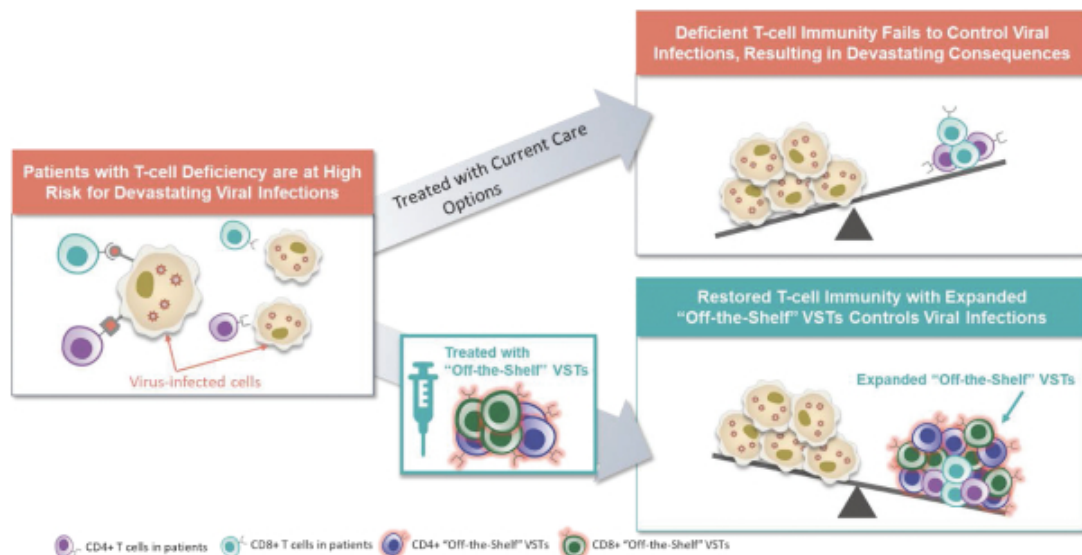 Deficient T-cell Immunity Fails to Control Viral
Infections, Resulting in Devastating Consequences
Patients with T-cell Deficiency are at High
Risk for Devastating Viral Infections
Treated with Current Care
Options
Virus-infected cells
Treated with
"Off-the-Shelf" VSTs
Restored T-cell Immunity with Expanded
"Off-the-Shelf" VSTs Controls Viral Infections
Expanded "Off-the-Shelf" VSTs
CD4+ T cells in patients
CD8+ T cells in patients
CD4+ "Off-the-Shelf" VSTs
CD8+ "Off-the-Shelf" VSTs